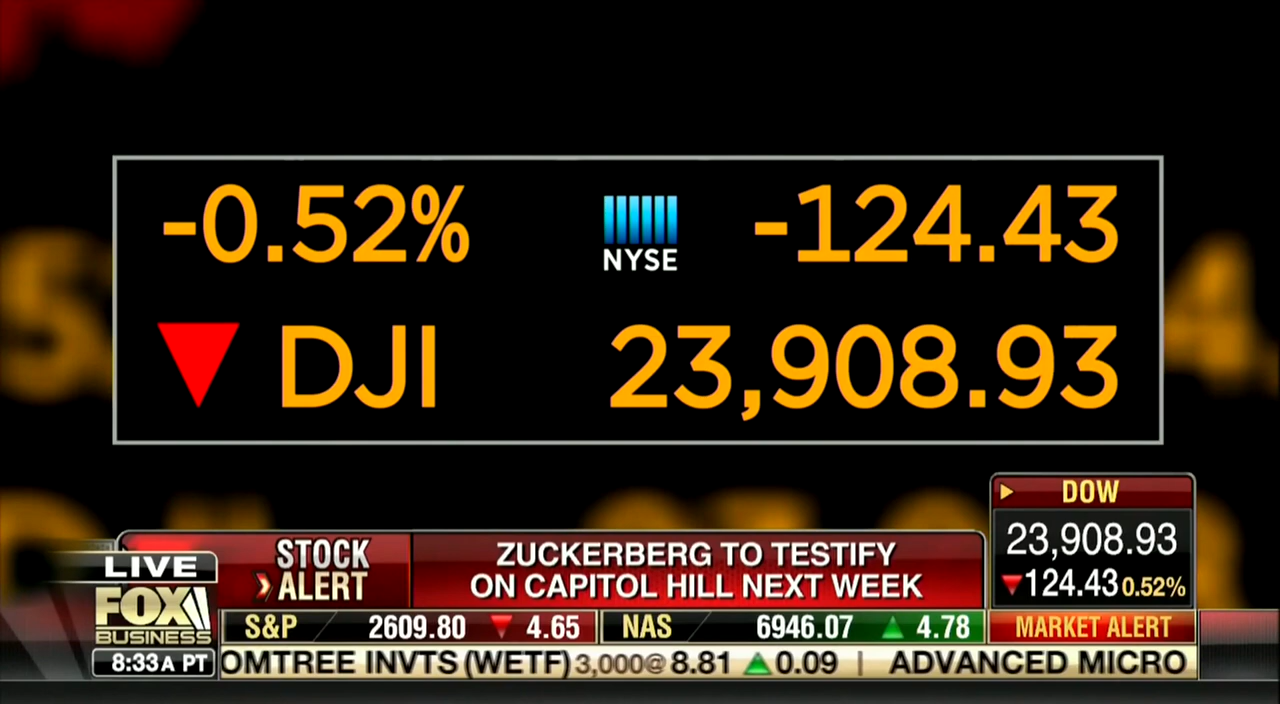 -0.52% NYSE -124.43
DJI 23,908.93
DOW
23,908.93
124.43 0.52%
MARKET ALERT
STOCK
ALERT
ZUCKERBERG TO TESTIFY
ON CAPITOL HILL NEXT WEEK
LIVE
FOX
BUSINESS
8:33A PT
S&P 2609.80 4.65 NAS 6946.07 4.78
OMTREE INVTS (WETF) 3,000@ 8.81 0.09 | ADVANCED MICRO